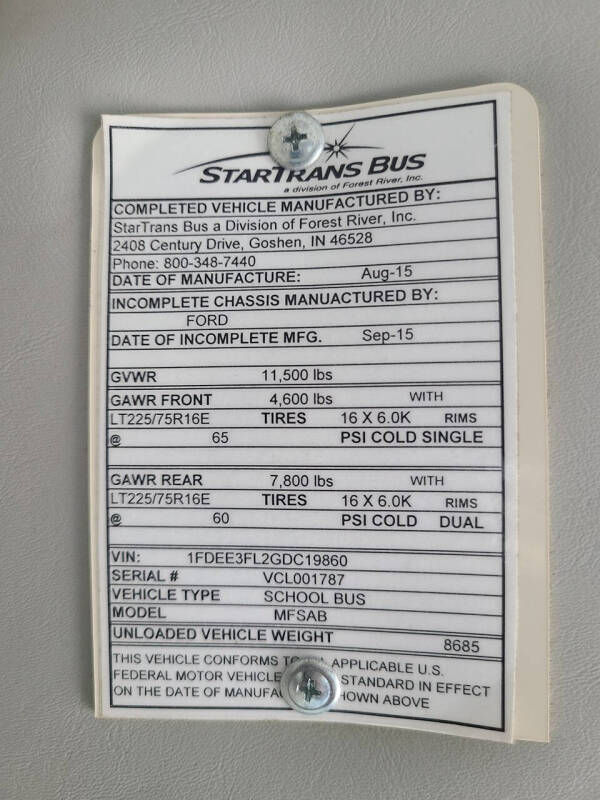 STARTRANS BUS
a division of Forest River, Inc.
COMPLETED VEHICLE MANUFACTURED BY:
StarTrans Bus a Division of Forest River, Inc.
2408 Century Drive, Goshen, IN 46528
Phone: 800-348-7440
DATE OF MANUFACTURE: Aug-15
INCOMPLETE CHASSIS MANUACTURED BY:
FORD
DATE OF INCOMPLETE MFG. Sep-15
GVWR 11,500 lbs
GAWR FRONT 4,600 lbs WITH
LT225/75R16E TIRES 16 X 6.0K RIMS
@ 65 PSI COLD SINGLE
GAWR REAR 7,800 lbs WITH
LT225/75R16E TIRES 16 X 6.0K RIMS
@ 60 PSI COLD DUAL
VIN: 1FDEE3FL2GDC19860
SERIAL # VCL001787
VEHICLE TYPE SCHOOL BUS
MODEL MFSAB
UNLOADED VEHICLE WEIGHT 8685
THIS VEHICLE CONFORMS APPLICABLE U.S.
FEDERAL MOTOR VEHICLE STANDARD IN EFFECT
ON THE DATE OF SHOWN ABOVE